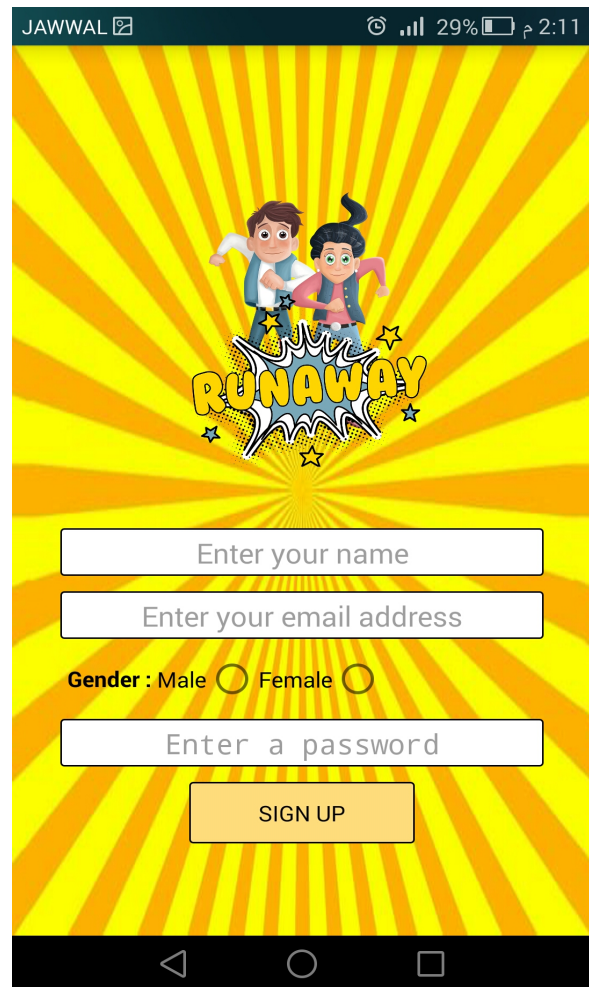 JAWWAL 29% م 2:11
RUNAWAY
Enter your name
Enter your email address
Gender : Male Female
Enter a password
SIGN UP